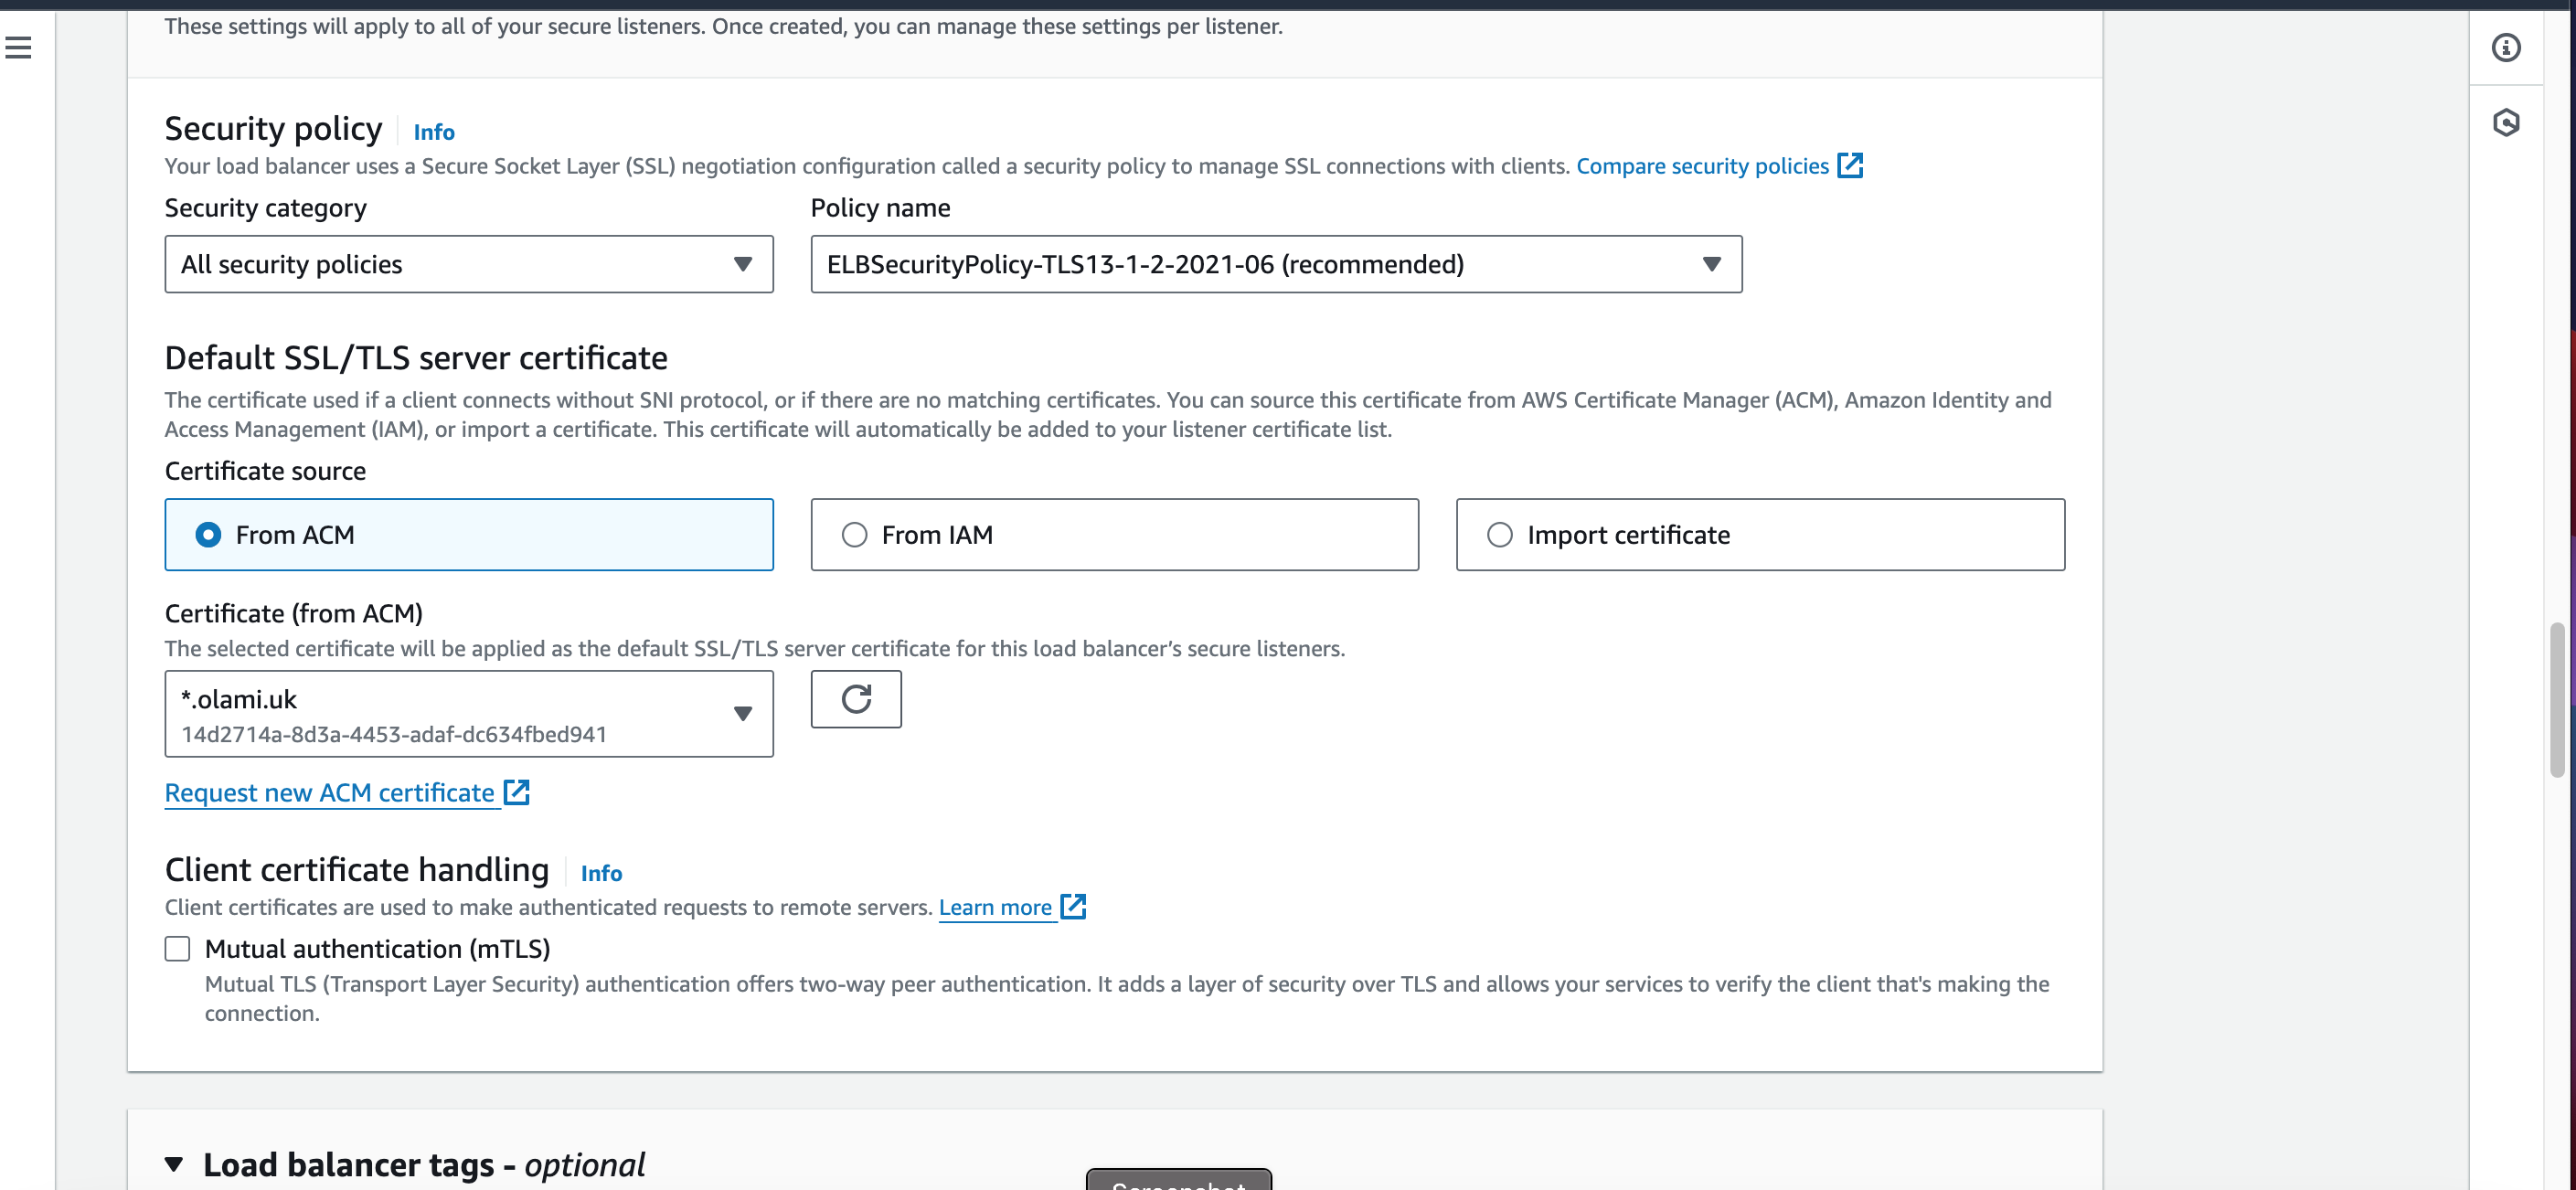 These settings will apply to all of your secure listeners. Once created, you can manage these settings per listener.
Security policy Info
Your load balancer uses a Secure Socket Layer (SSL) negotiation configuration called a security policy to manage SSL connections with clients. Compare security policies
Security category
Policy name
All security policies
ELBSecurityPolicy-TLS13-1-2-2021-06 (recommended)
Default SSL/TLS server certificate
The certificate used if a client connects without SNI protocol, or if there are no matching certificates. You can source this certificate from AWS Certificate Manager (ACM), Amazon Identity and
Access Management (IAM), or import a certificate. This certificate will automatically be added to your listener certificate list.
Certificate source
From ACM
From IAM
Import certificate
Certificate (from ACM)
The selected certificate will be applied as the default SSL/TLS server certificate for this load balancer’s secure listeners.
*.olami.uk
14d2714a-8d3a-4453-adaf-dc634fbed941
Request new ACM certificate
Client certificate handling Info
Client certificates are used to make authenticated requests to remote servers. Learn more
Mutual authentication (mTLS)
Mutual TLS (Transport Layer Security) authentication offers two-way peer authentication. It adds a layer of security over TLS and allows your services to verify the client that's making the
connection.
Load balancer tags - optional
Screenshot